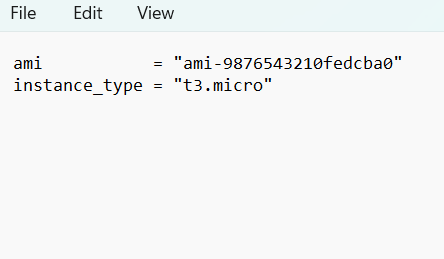 File Edit View
ami           = "ami-9876543210fedcba0"
instance_type = "t3.micro"